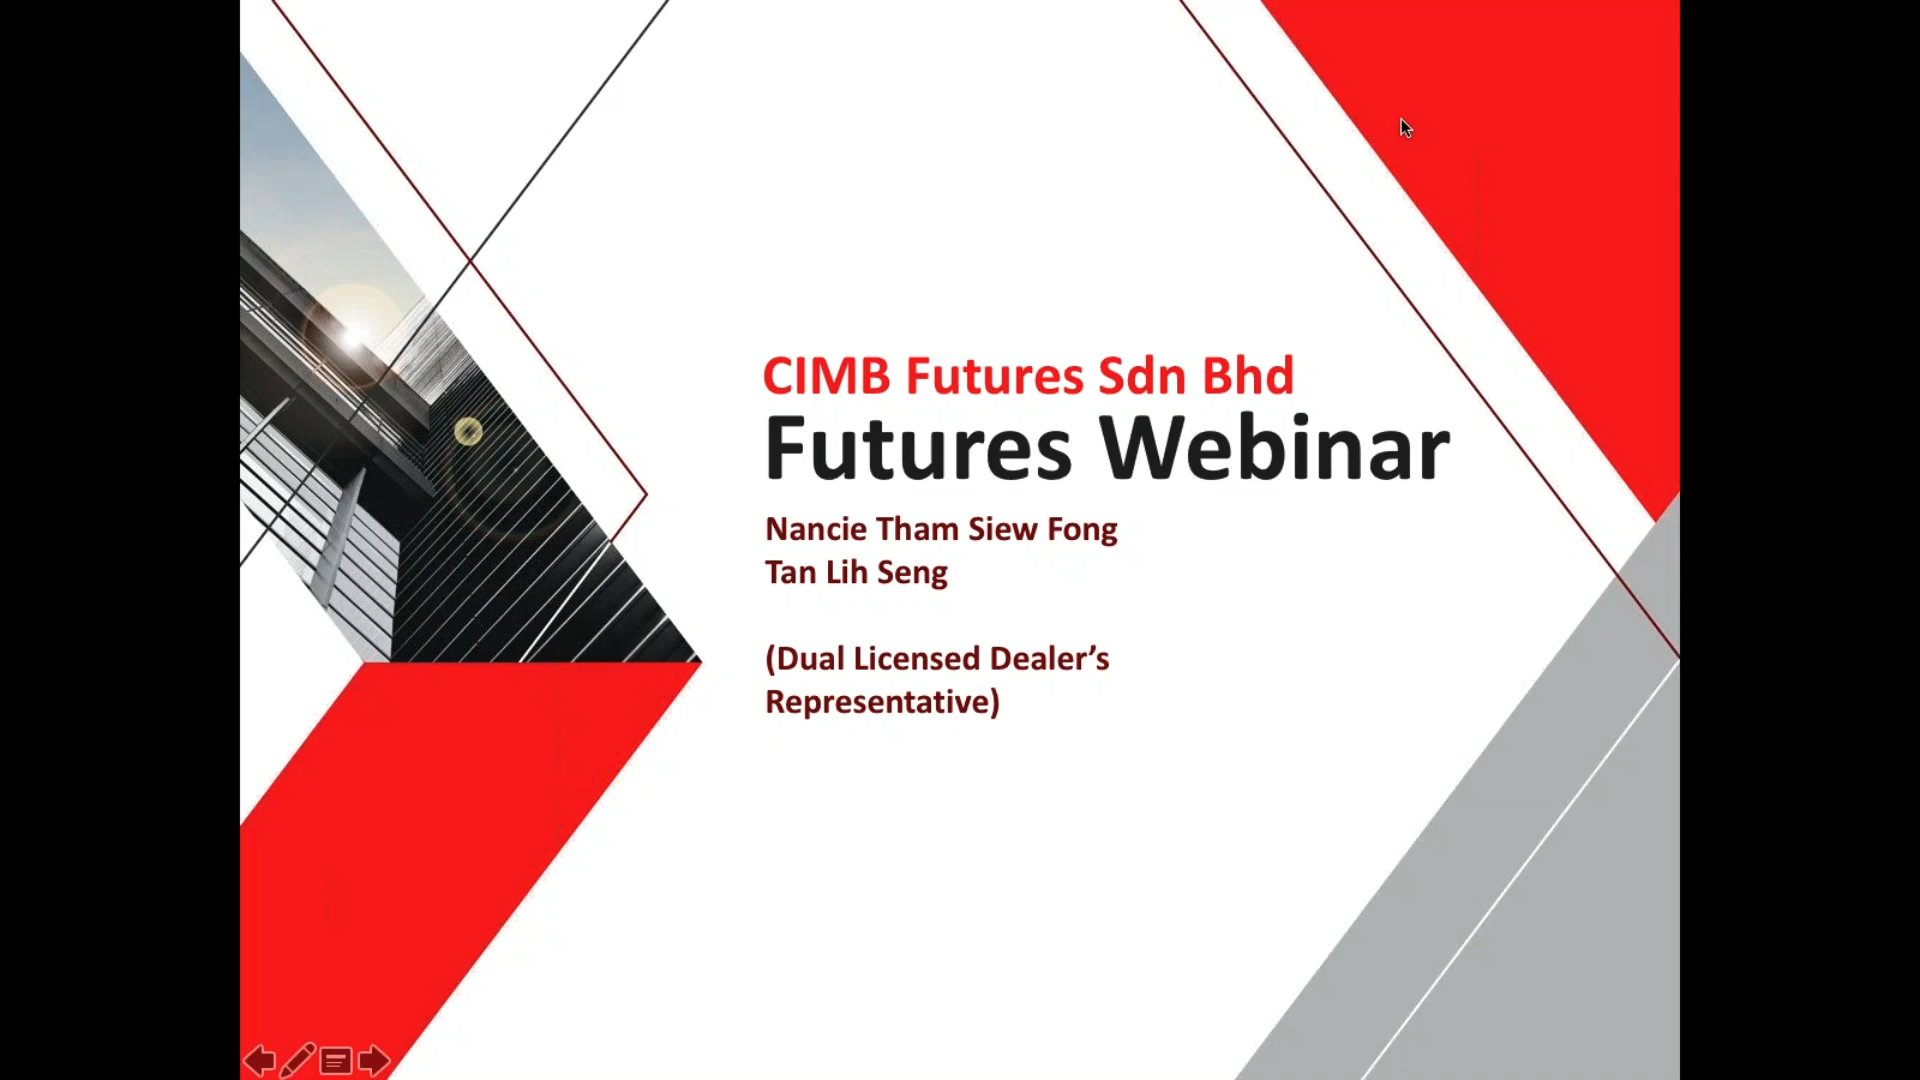 CIMB Futures Sdn Bhd
Futures Webinar
Nancie Tham Siew Fong
Tan Lih Seng
(Dual Licensed Dealer’s
Representative)